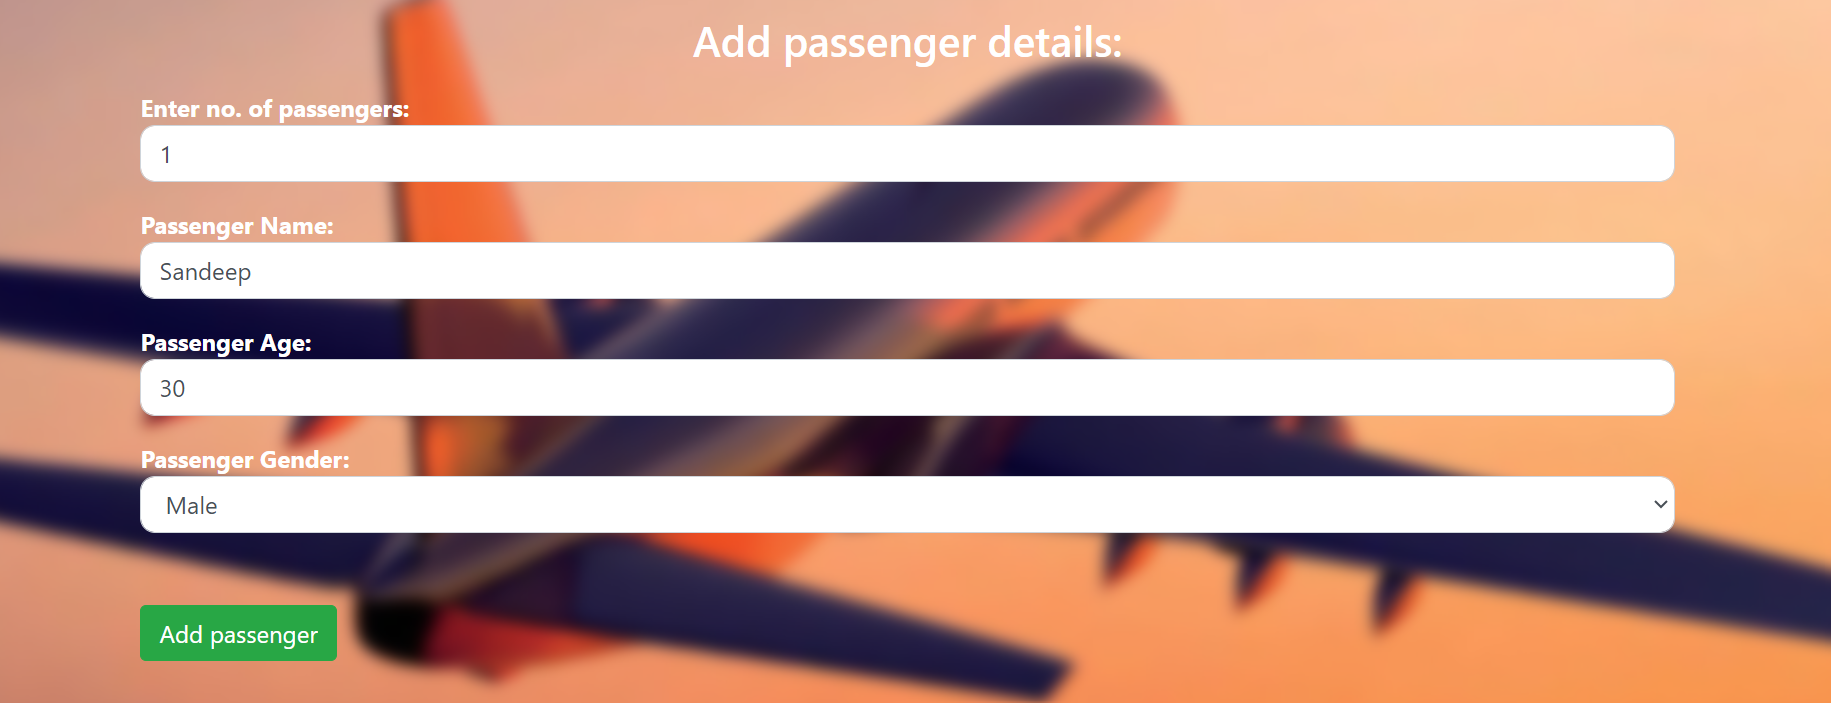 Add passenger details:
Enter no. of passengers:
1
Passenger Name:
Sandeep
Passenger Age:
30
Passenger Gender:
Male
Add passenger